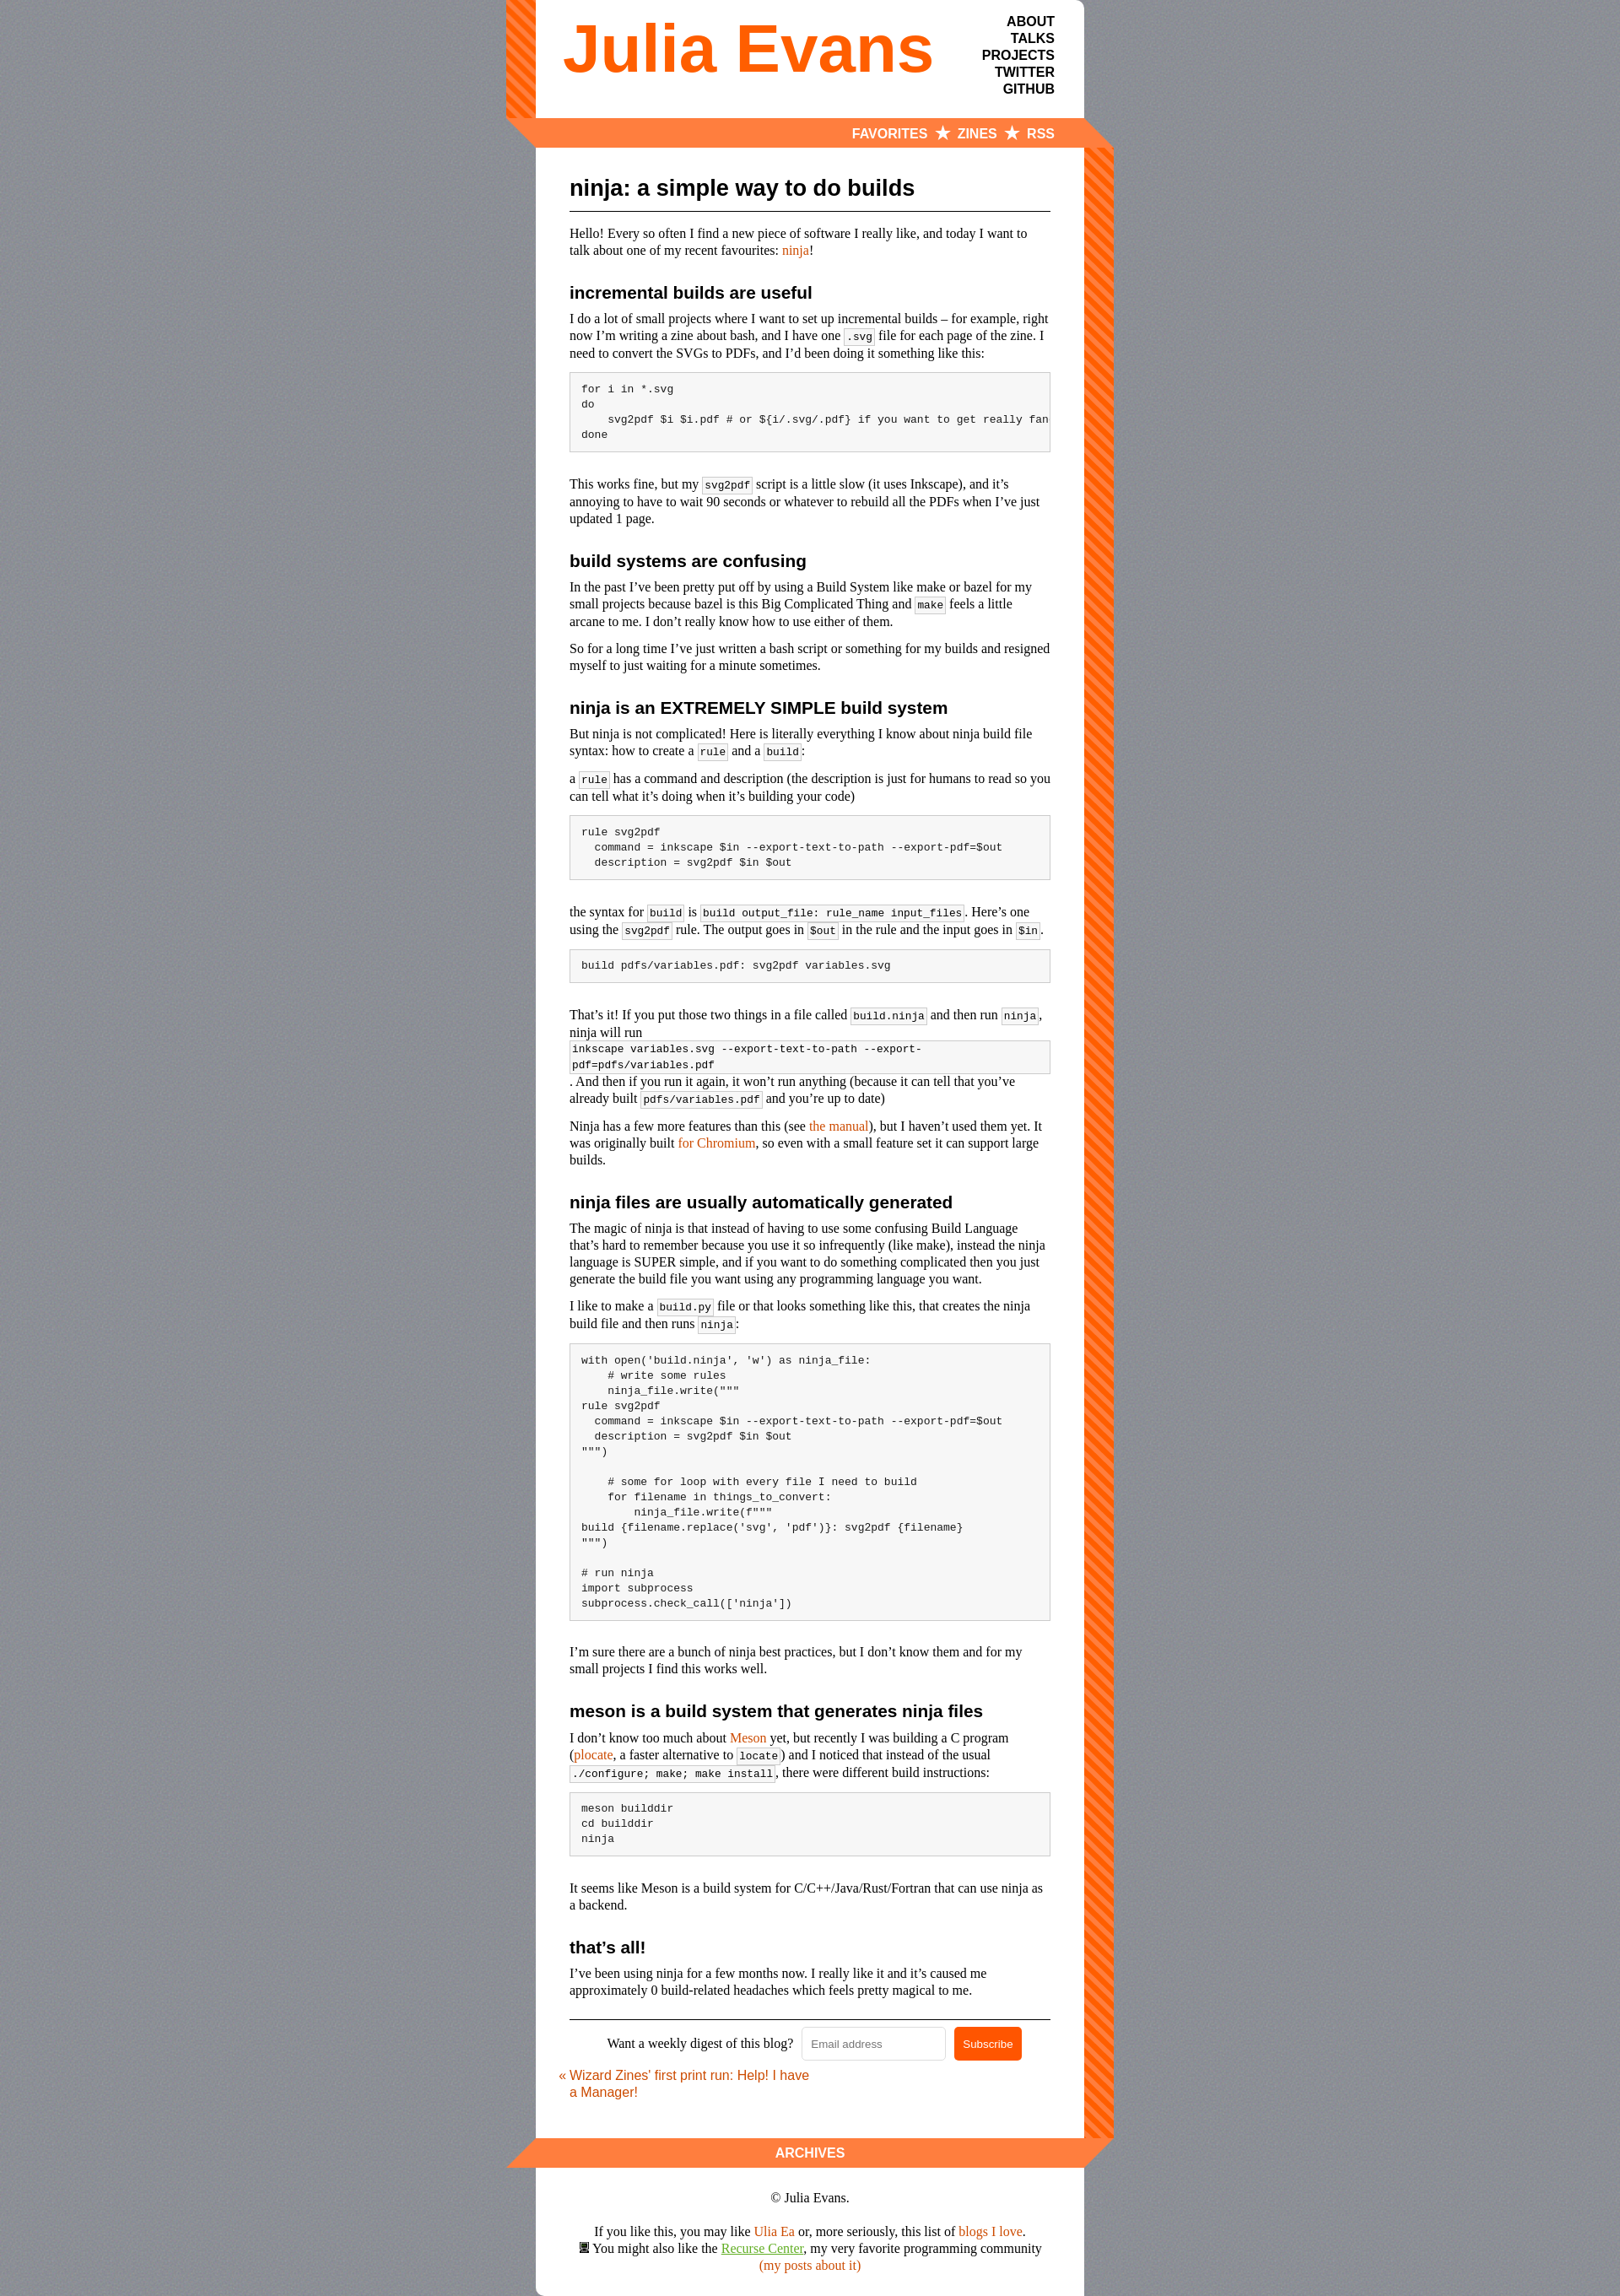 Julia Evans
ABOUT
TALKS
PROJECTS
TWITTER
GITHUB
FAVORITES ★ ZINES ★ RSS
ninja: a simple way to do builds
Hello! Every so often I find a new piece of software I really like, and today I want to
talk about one of my recent favourites: ninja!
incremental builds are useful
I do a lot of small projects where I want to set up incremental builds – for example, right
now I’m writing a zine about bash, and I have one .svg file for each page of the zine. I
need to convert the SVGs to PDFs, and I’d been doing it something like this:
for i in *.svg
do
    svg2pdf $i $i.pdf # or ${i/.svg/.pdf} if you want to get really fan
done
This works fine, but my svg2pdf script is a little slow (it uses Inkscape), and it’s
annoying to have to wait 90 seconds or whatever to rebuild all the PDFs when I’ve just
updated 1 page.
build systems are confusing
In the past I’ve been pretty put off by using a Build System like make or bazel for my
small projects because bazel is this Big Complicated Thing and make feels a little
arcane to me. I don’t really know how to use either of them.
So for a long time I’ve just written a bash script or something for my builds and resigned
myself to just waiting for a minute sometimes.
ninja is an EXTREMELY SIMPLE build system
But ninja is not complicated! Here is literally everything I know about ninja build file
syntax: how to create a rule and a build:
a rule has a command and description (the description is just for humans to read so you
can tell what it’s doing when it’s building your code)
rule svg2pdf
  command = inkscape $in --export-text-to-path --export-pdf=$out
  description = svg2pdf $in $out
the syntax for build is build output_file: rule_name input_files. Here’s one
using the svg2pdf rule. The output goes in $out in the rule and the input goes in $in.
build pdfs/variables.pdf: svg2pdf variables.svg
That’s it! If you put those two things in a file called build.ninja and then run ninja,
ninja will run
inkscape variables.svg --export-text-to-path --export-
pdf=pdfs/variables.pdf
. And then if you run it again, it won’t run anything (because it can tell that you’ve
already built pdfs/variables.pdf and you’re up to date)
Ninja has a few more features than this (see the manual), but I haven’t used them yet. It
was originally built for Chromium, so even with a small feature set it can support large
builds.
ninja files are usually automatically generated
The magic of ninja is that instead of having to use some confusing Build Language
that’s hard to remember because you use it so infrequently (like make), instead the ninja
language is SUPER simple, and if you want to do something complicated then you just
generate the build file you want using any programming language you want.
I like to make a build.py file or that looks something like this, that creates the ninja
build file and then runs ninja:
with open('build.ninja', 'w') as ninja_file:
    # write some rules
    ninja_file.write("""
rule svg2pdf
  command = inkscape $in --export-text-to-path --export-pdf=$out
  description = svg2pdf $in $out
""")
    # some for loop with every file I need to build
    for filename in things_to_convert:
        ninja_file.write(f"""
build {filename.replace('svg', 'pdf')}: svg2pdf {filename}
""")
# run ninja
import subprocess
subprocess.check_call(['ninja'])
I’m sure there are a bunch of ninja best practices, but I don’t know them and for my
small projects I find this works well.
meson is a build system that generates ninja files
I don’t know too much about Meson yet, but recently I was building a C program
(plocate, a faster alternative to locate) and I noticed that instead of the usual
./configure; make; make install, there were different build instructions:
meson builddir
cd builddir
ninja
It seems like Meson is a build system for C/C++/Java/Rust/Fortran that can use ninja as
a backend.
that’s all!
I’ve been using ninja for a few months now. I really like it and it’s caused me
approximately 0 build-related headaches which feels pretty magical to me.
Want a weekly digest of this blog? Email address Subscribe
« Wizard Zines' first print run: Help! I have
a Manager!
ARCHIVES
© Julia Evans.
If you like this, you may like Ulia Ea or, more seriously, this list of blogs I love.
You might also like the Recurse Center, my very favorite programming community
(my posts about it)